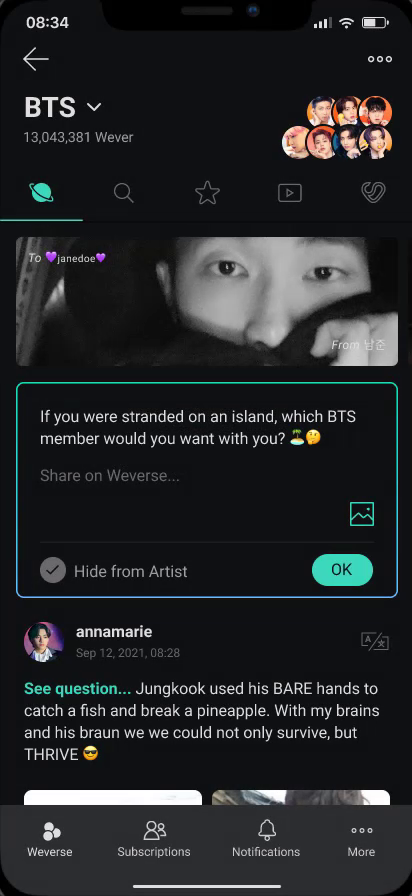 08:34
BTS
13,043,381 Wever
To 💜janedoe💜
From 남준
If you were stranded on an island, which BTS
member would you want with you? 🏝️🤔
Share on Weverse...
Hide from Artist
OK
annamarie
Sep 12, 2021, 08:28
See question... Jungkook used his BARE hands to
catch a fish and break a pineapple. With my brains
and his braun we we could not only survive, but
THRIVE 😎
Weverse
Subscriptions
Notifications
More